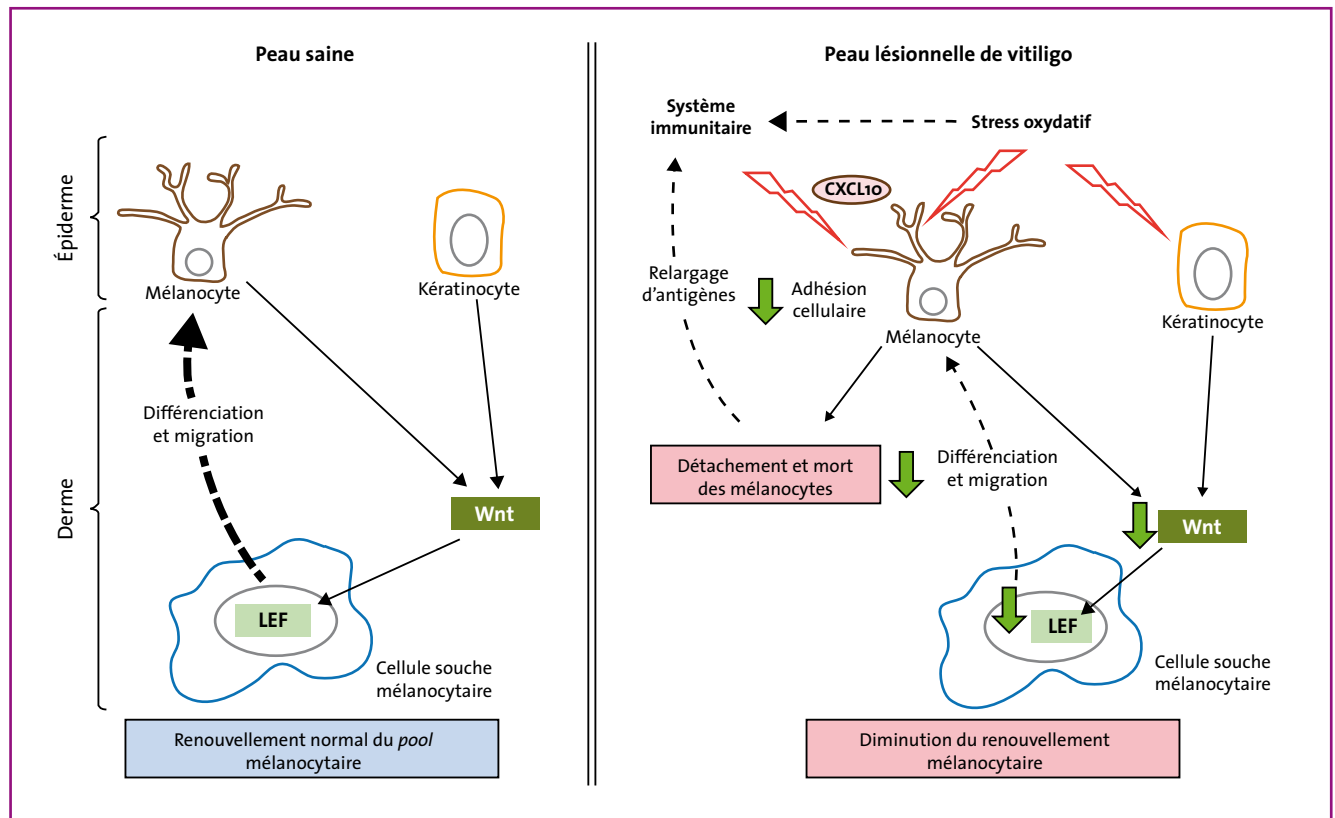 Peau saine
Épiderme
Mélanocyte
Kératinocyte
Derme
Différenciation
et migration
Wnt
LEF
Cellule souche
mélanocytaire
Renouvellement normal du pool
mélanocytaire
Peau lésionnelle de vitiligo
Système
immunitaire
Stress oxydatif
CXCL10
Relargage
d'antigènes
Adhésion
cellulaire
Mélanocyte
Kératinocyte
Détachement et mort
des mélanocytes
Différenciation
et migration
Wnt
LEF
Cellule souche
mélanocytaire
Diminution du renouvellement
mélanocytaire